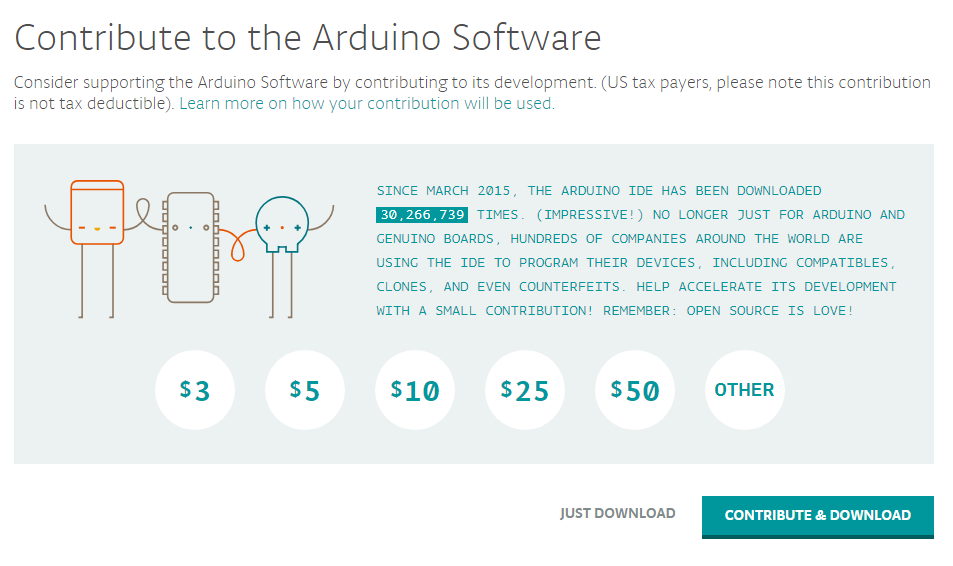 Contribute to the Arduino Software
Consider supporting the Arduino Software by contributing to its development. (US tax payers, please note this contribution
is not tax deductible). Learn more on how your contribution will be used.
SINCE MARCH 2015, THE ARDUINO IDE HAS BEEN DOWNLOADED
30,266,739 TIMES. (IMPRESSIVE!) NO LONGER JUST FOR ARDUINO AND
GENUINO BOARDS, HUNDREDS OF COMPANIES AROUND THE WORLD ARE
USING THE IDE TO PROGRAM THEIR DEVICES, INCLUDING COMPATIBLES,
CLONES, AND EVEN COUNTERFEITS. HELP ACCELERATE ITS DEVELOPMENT
WITH A SMALL CONTRIBUTION! REMEMBER: OPEN SOURCE IS LOVE!
$3 $5 $10 $25 $50 OTHER
JUST DOWNLOAD CONTRIBUTE & DOWNLOAD